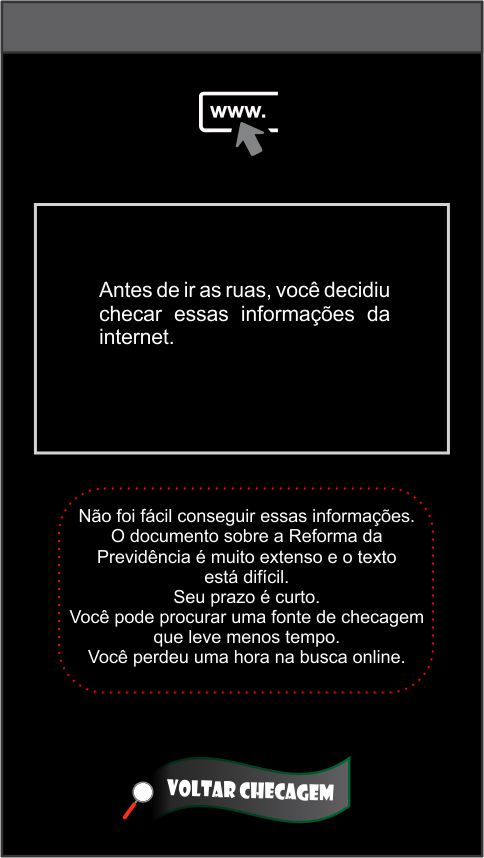 www.
Antes de ir as ruas, você decidiu
checar essas informações da
internet.
Não foi fácil conseguir essas informações.
O documento sobre a Reforma da
Previdência é muito extenso e o texto
está difícil.
Seu prazo é curto.
Você pode procurar uma fonte de checagem
que leve menos tempo.
Você perdeu uma hora na busca online.
VOLTAR CHECAGEM